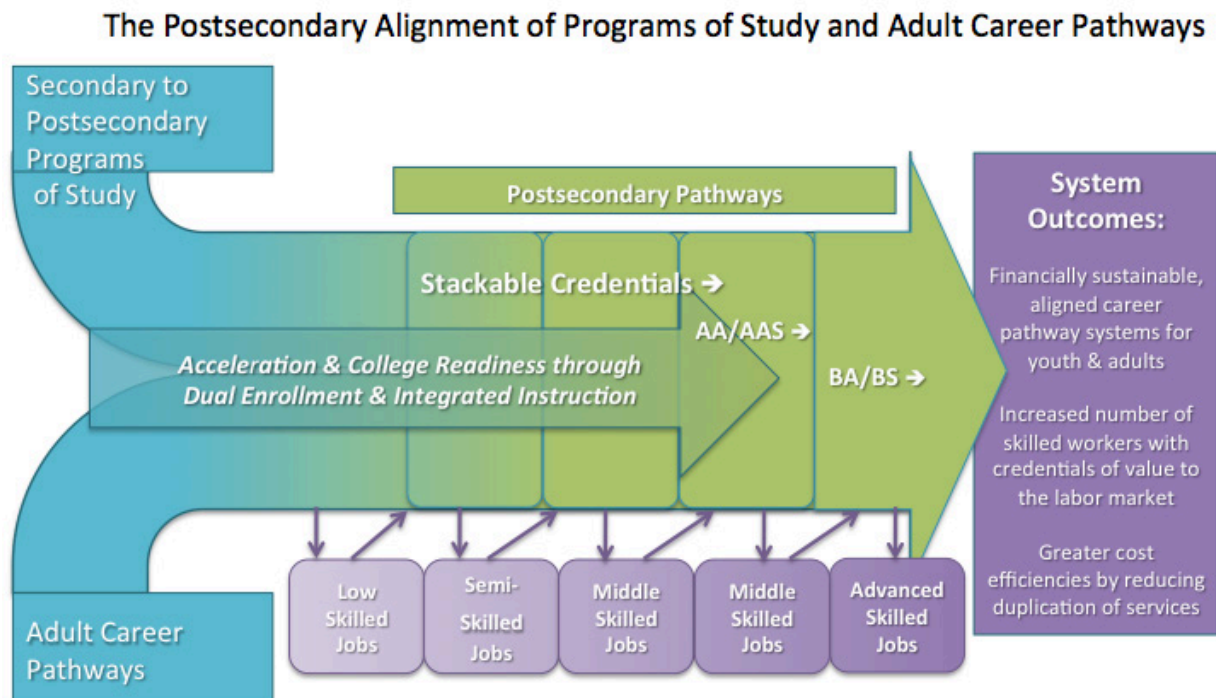 The Postsecondary Alignment of Programs of Study and Adult Career Pathways
Secondary to
Postsecondary
Programs
of Study
Postsecondary Pathways
Stackable Credentials →
AA/AAS →
BA/BS →
Acceleration & College Readiness through
Dual Enrollment & Integrated Instruction
Adult Career
Pathways
Low
Skilled
Jobs
Semi-
Skilled
Jobs
Middle
Skilled
Jobs
Middle
Skilled
Jobs
Advanced
Skilled
Jobs
System
Outcomes:
Financially sustainable,
aligned career
pathway systems for
youth & adults
Increased number of
skilled workers with
credentials of value to
the labor market
Greater cost
efficiencies by reducing
duplication of services